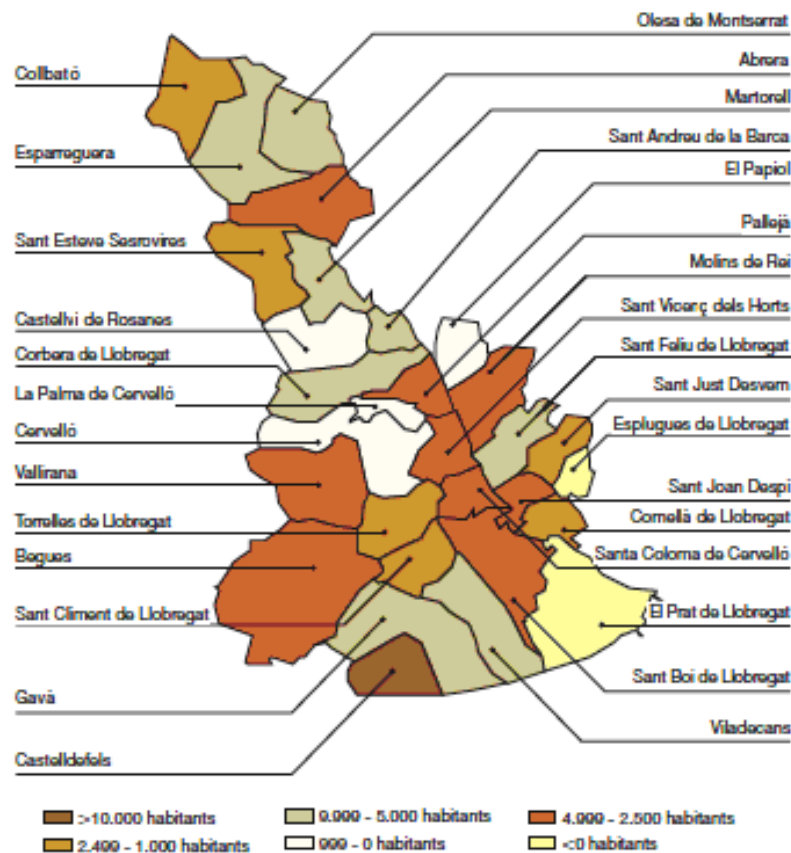 Olesa de Montserrat
Collbató
Abrera
Martorell
Esparreguera
Sant Andreu de la Barca
El Papiol
Sant Esteve Sesrovires
Pallejà
Molins de Rei
Sant Vicenç dels Horts
Castellvi de Rosanes
Sant Feliu de Llobregat
Corbera de Llobregat
Sant Just Desvern
La Palma de Cervelló
Esplugues de Llobregat
Cervelló
Vallirana
Sant Joan Despi
Torrelles de Llobregat
Cornellà de Llobregat
Begues
Santa Coloma de Cervelló
Sant Climent de Llobregat
El Prat de Llobregat
Sant Boi de Llobregat
Gavà
Viladecans
Castelldefels
>10.000 habitants
9.999 - 5.000 habitants
4.999 - 2.500 habitants
2.499 - 1.000 habitants
999 - 0 habitants
<0 habitants